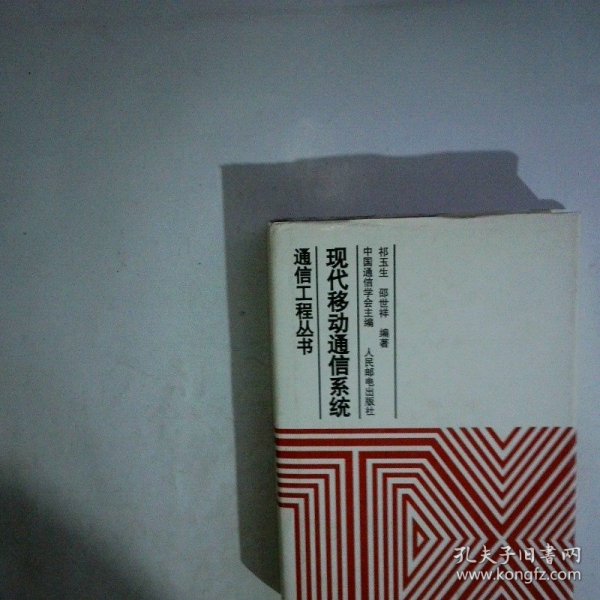 通信工程丛书
现代移动通信系统
中国通信学会主编 人民邮电出版社
祁玉生 邵世祥 编著
孔夫子旧書网
www.kongfz.com